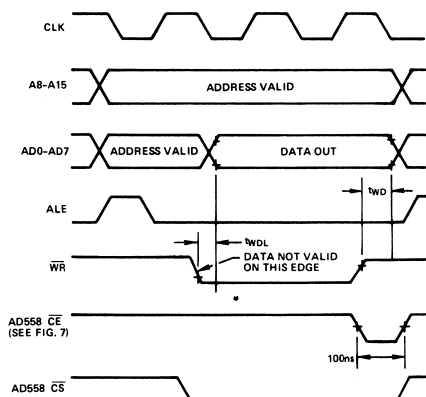 CLK
A8-A15
ADDRESS VALID
AD0-AD7
ADDRESS VALID
DATA OUT
tWD
ALE
tWDL
WR
DATA NOT VALID
ON THIS EDGE
AD558 CE
(SEE FIG. 7)
100ns
AD558 CS